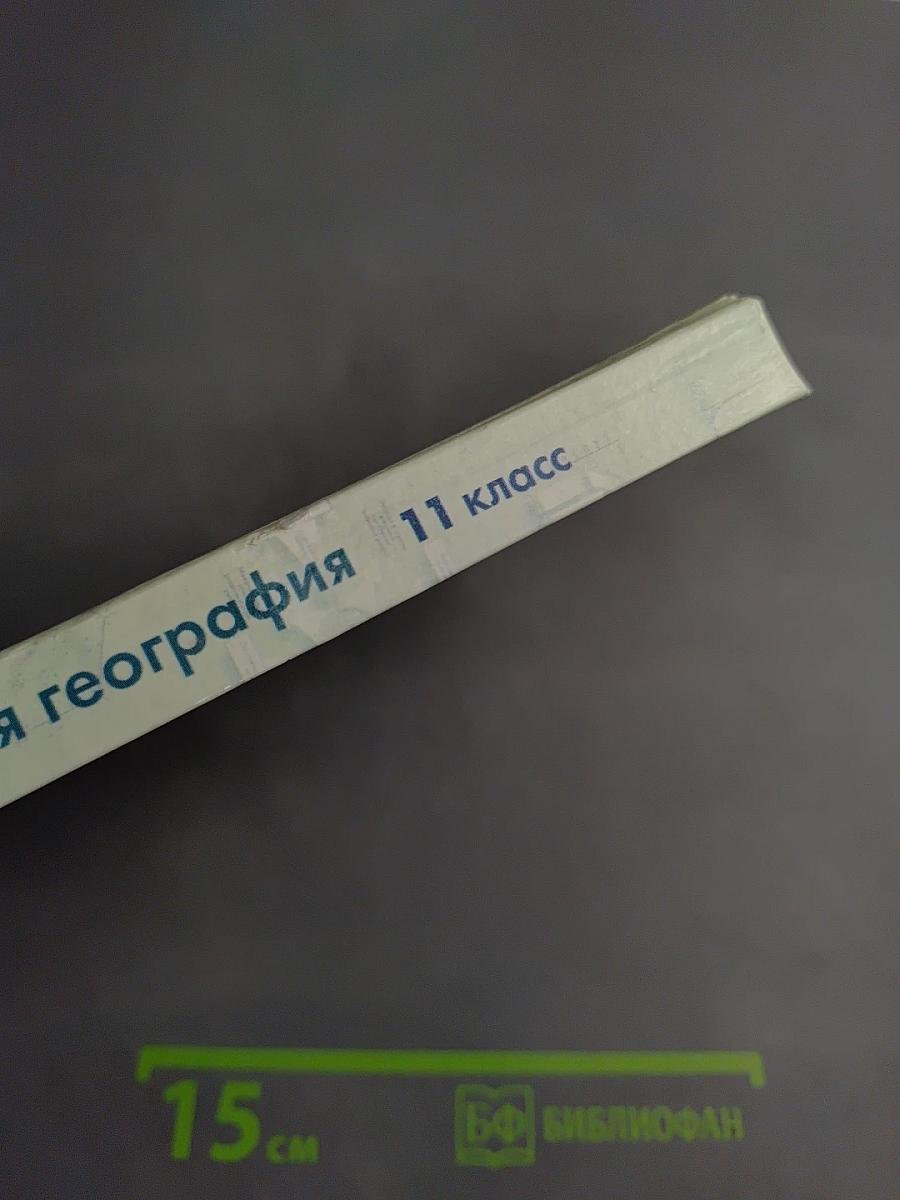 я география 11 класс
15 см
БФ БИБЛИОФАН